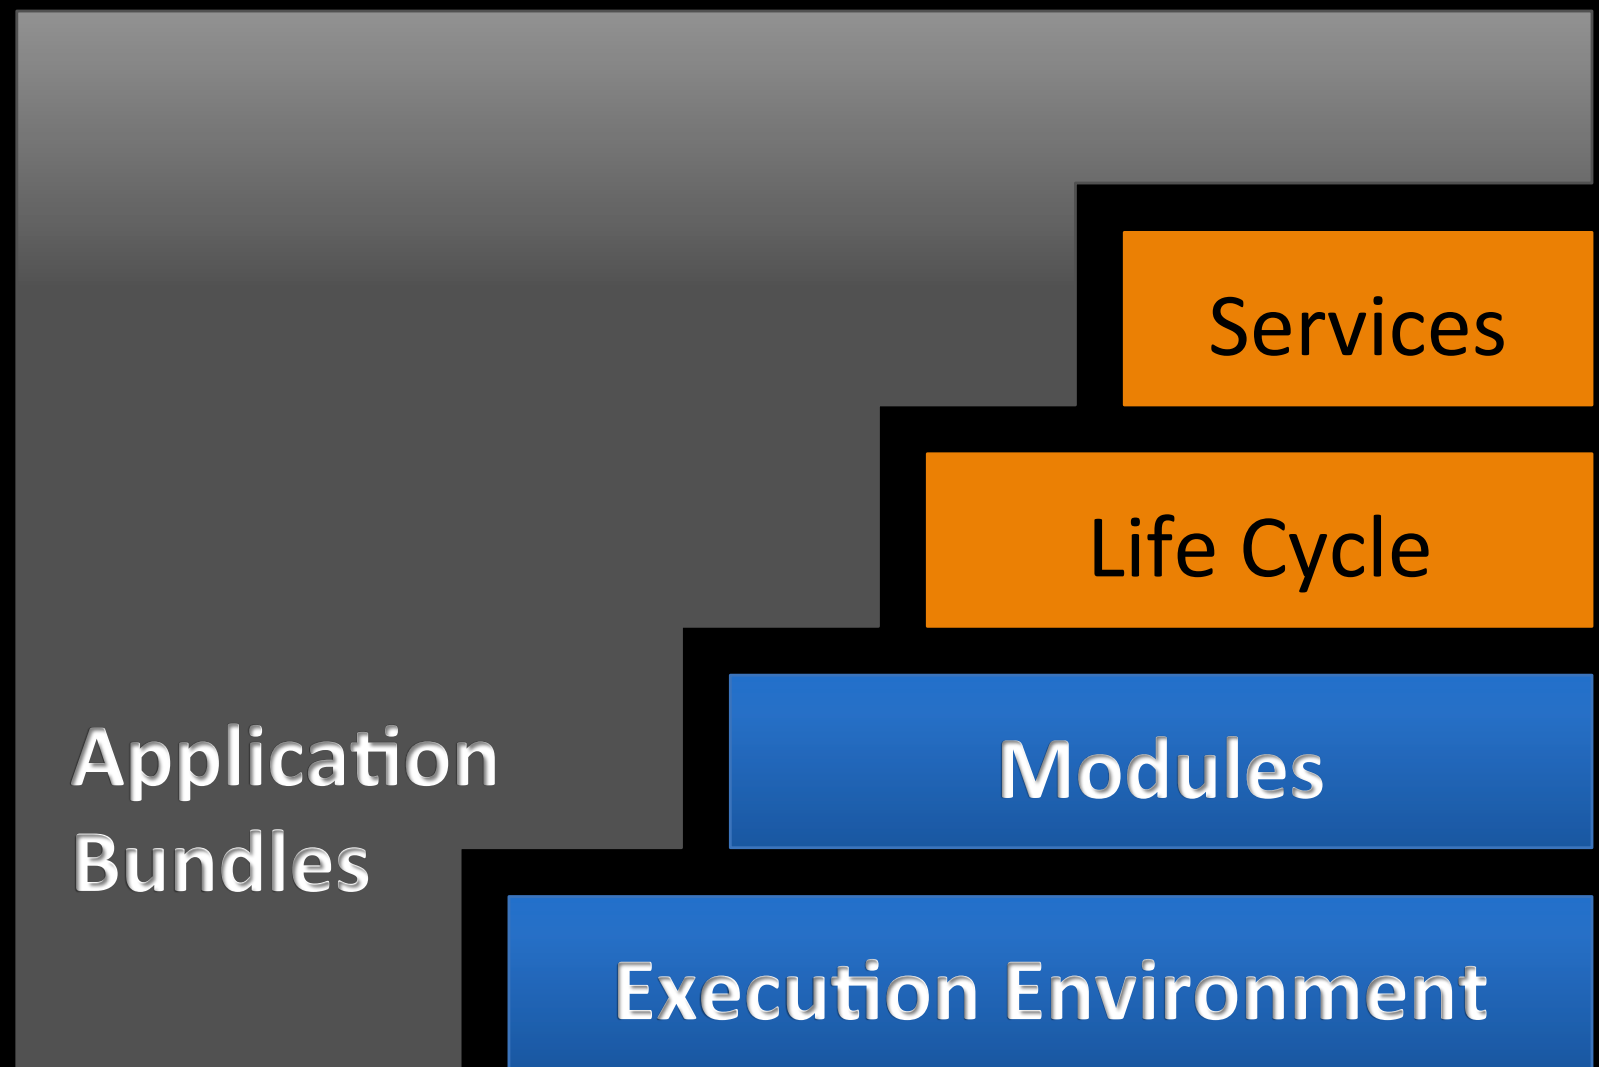 Services
Life Cycle
Modules
Application
Bundles
Execution Environment